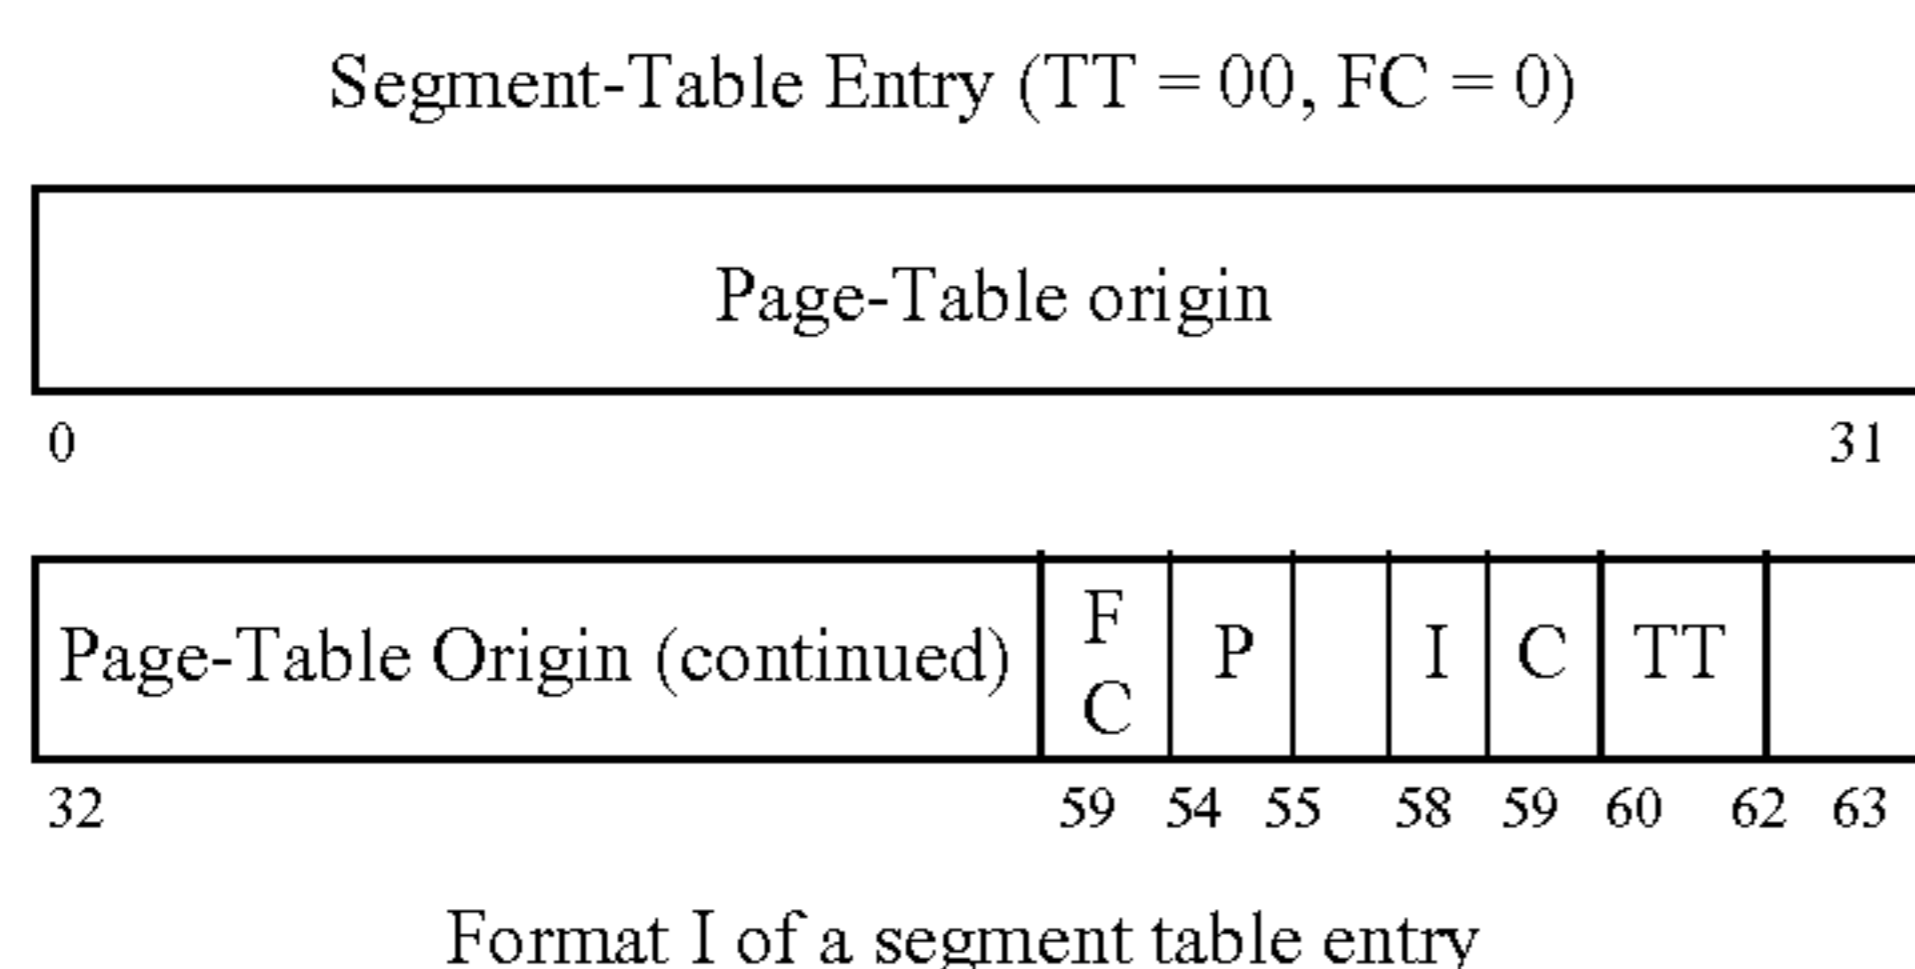 Segment-Table Entry (TT = 00, FC = 0)
Page-Table origin
0 31
Page-Table Origin (continued) F C P I C TT
32 59 54 55 58 59 60 62 63
Format I of a segment table entry